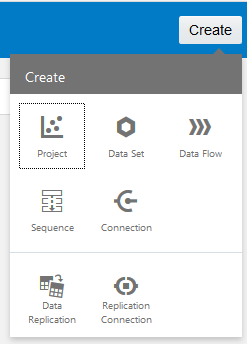 Create
Create
Project
Data Set
Data Flow
Sequence
Connection
Data
Replication
Replication
Connection